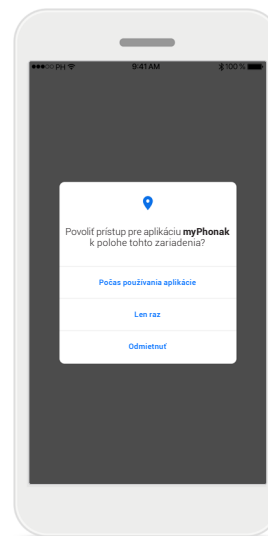 PH 9:41 AM 100 %
Povoliť prístup pre aplikáciu myPhonak
k polohe tohto zariadenia?
Počas používania aplikácie
Len raz
Odmietnuť